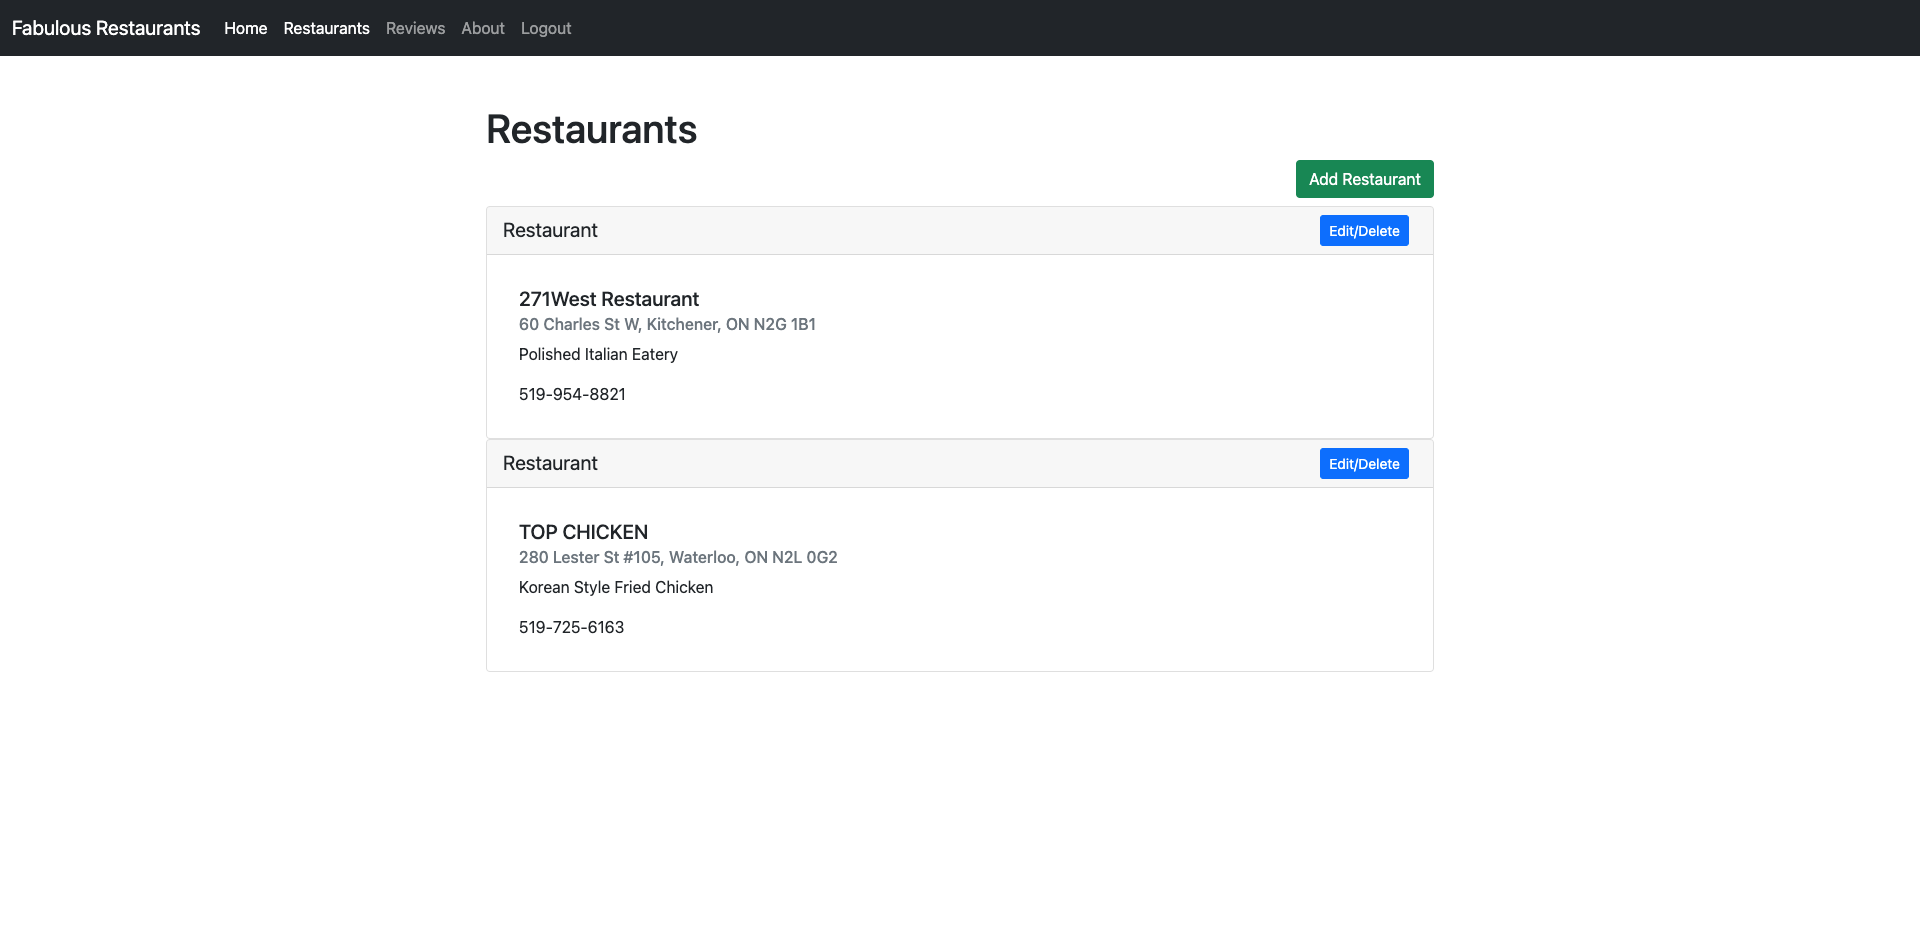 Fabulous Restaurants Home Restaurants Reviews About Logout
Restaurants
Add Restaurant
Restaurant Edit/Delete
271West Restaurant
60 Charles St W, Kitchener, ON N2G 1B1
Polished Italian Eatery
519-954-8821
Restaurant Edit/Delete
TOP CHICKEN
280 Lester St #105, Waterloo, ON N2L 0G2
Korean Style Fried Chicken
519-725-6163